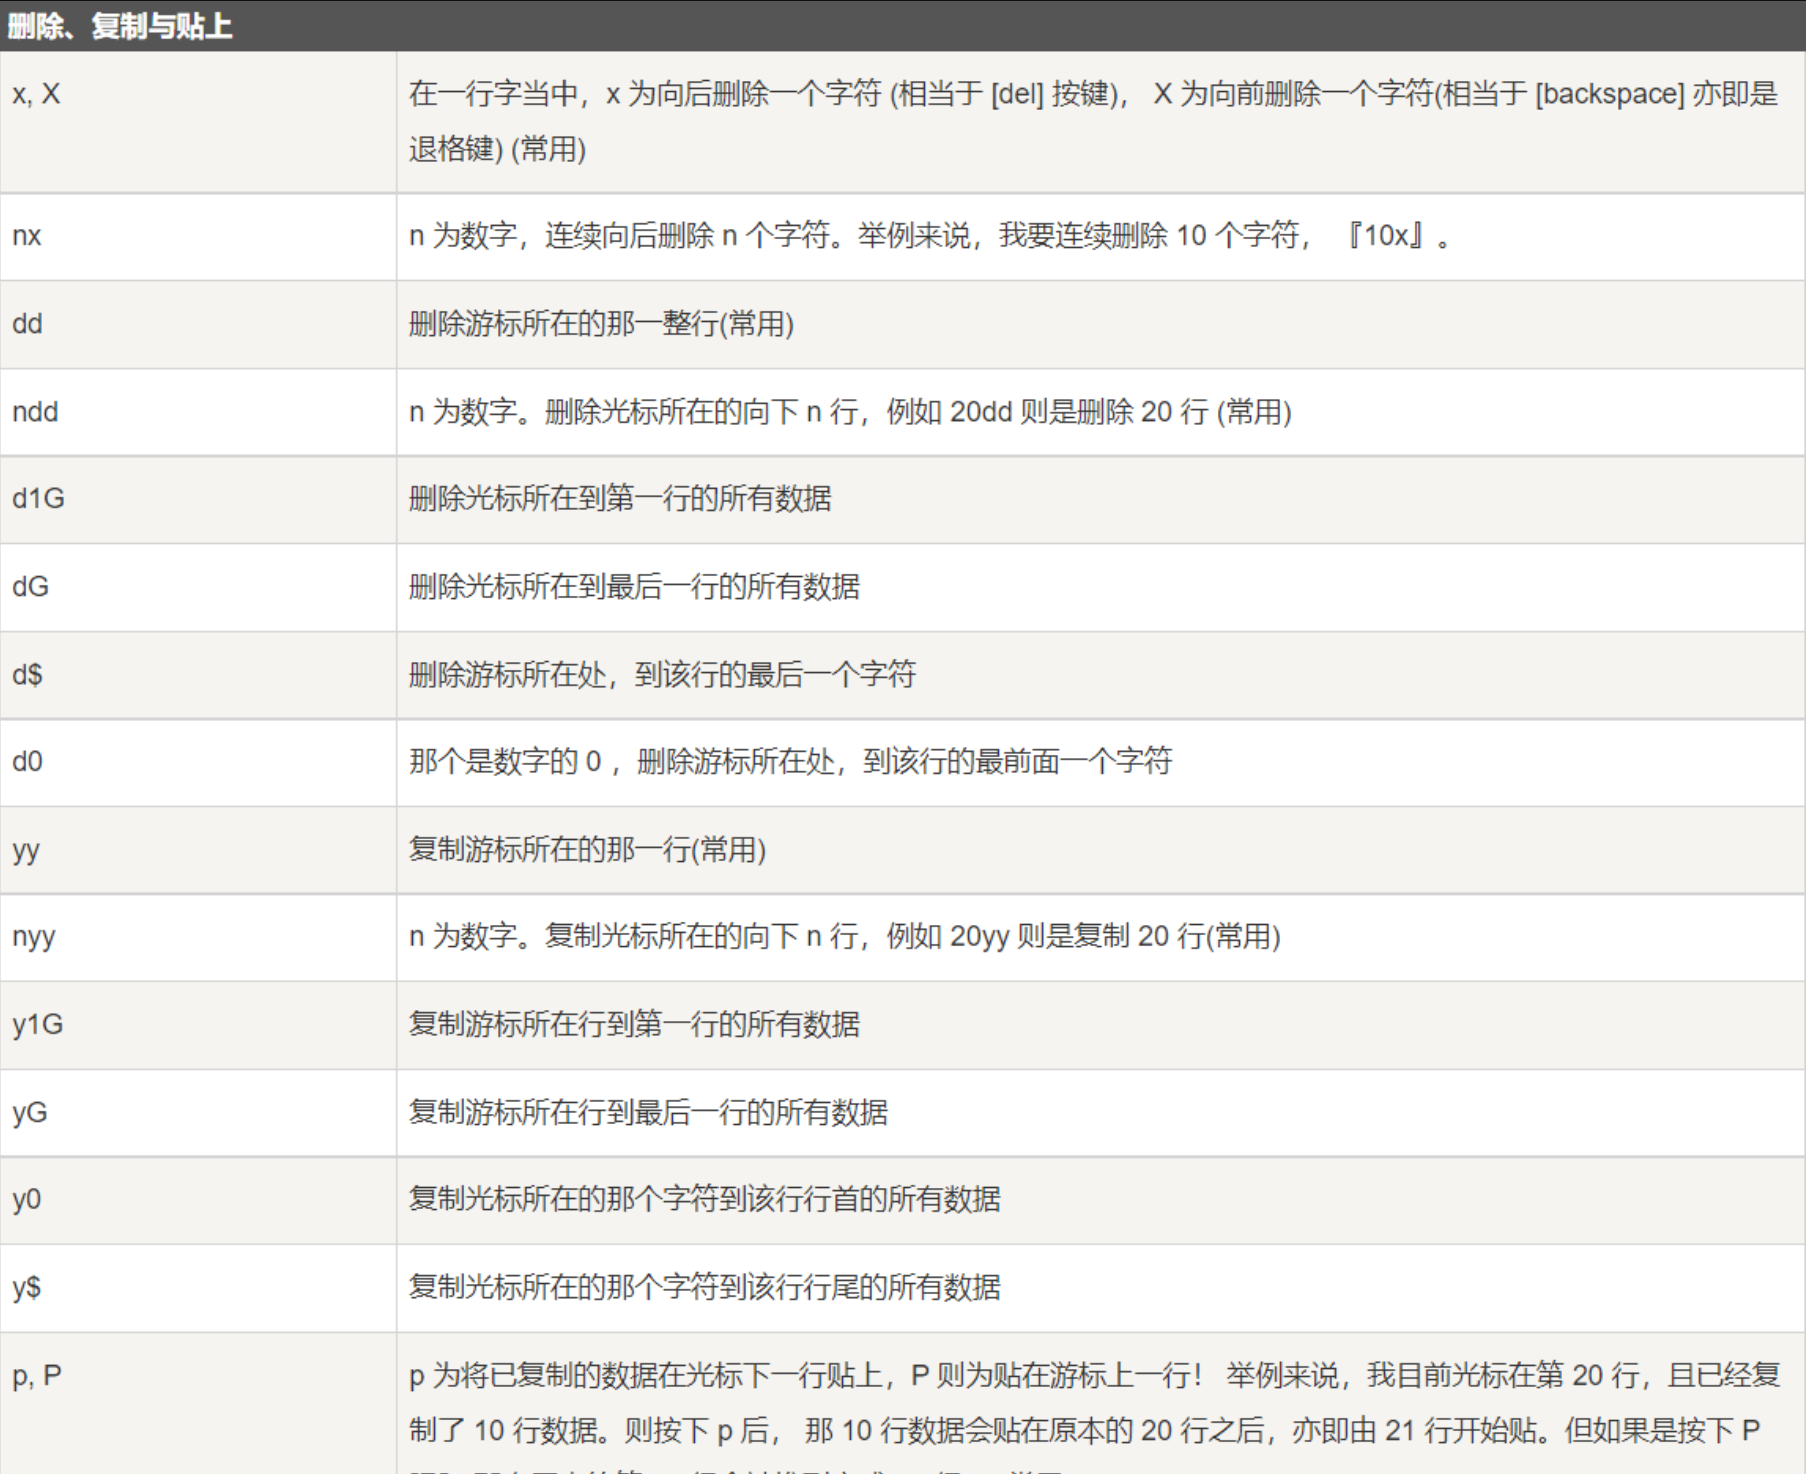 删除、复制与贴上
x, X
在一行字当中，x 为向后删除一个字符 (相当于 [del] 按键)， X 为向前删除一个字符(相当于 [backspace] 亦即是
退格键) (常用)
nx
n 为数字，连续向后删除 n 个字符。举例来说，我要连续删除 10 个字符， 『10x』。
dd
删除游标所在的那一整行(常用)
ndd
n 为数字。删除光标所在的向下 n 行，例如 20dd 则是删除 20 行 (常用)
d1G
删除光标所在到第一行的所有数据
dG
删除光标所在到最后一行的所有数据
d$
删除游标所在处，到该行的最后一个字符
d0
那个是数字的 0 ，删除游标所在处，到该行的最前面一个字符
yy
复制游标所在的那一行(常用)
nyy
n 为数字。复制光标所在的向下 n 行，例如 20yy 则是复制 20 行(常用)
y1G
复制游标所在行到第一行的所有数据
yG
复制游标所在行到最后一行的所有数据
y0
复制光标所在的那个字符到该行行首的所有数据
y$
复制光标所在的那个字符到该行行尾的所有数据
p, P
p 为将已复制的数据在光标下一行贴上，P 则为贴在游标上一行！ 举例来说，我目前光标在第 20 行，且已经复
制了 10 行数据。则按下 p 后， 那 10 行数据会贴在原本的 20 行之后，亦即由 21 行开始贴。但如果是按下 P